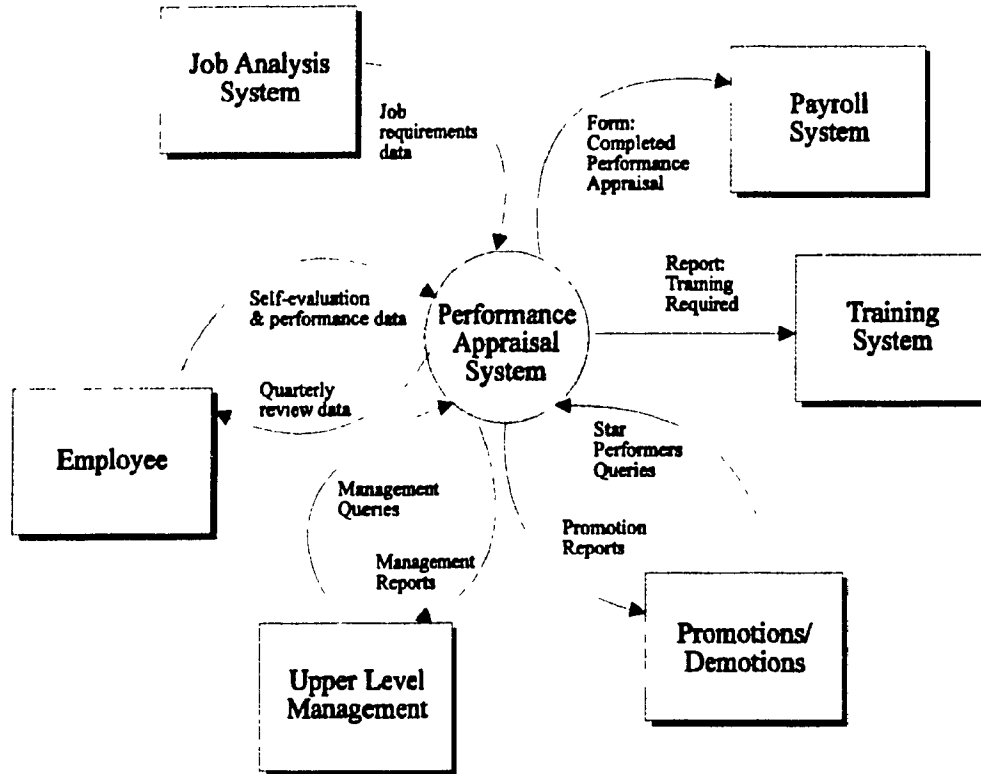 Job Analysis
System
Job
requirements
data
Form:
Completed
Performance
Appraisal
Payroll
System
Self-evaluation
& performance data
Performance
Appraisal
System
Report:
Training
Required
Training
System
Quarterly
review data
Employee
Star
Performers
Queries
Management
Queries
Management
Reports
Promotion
Reports
Upper Level
Management
Promotions/
Demotions